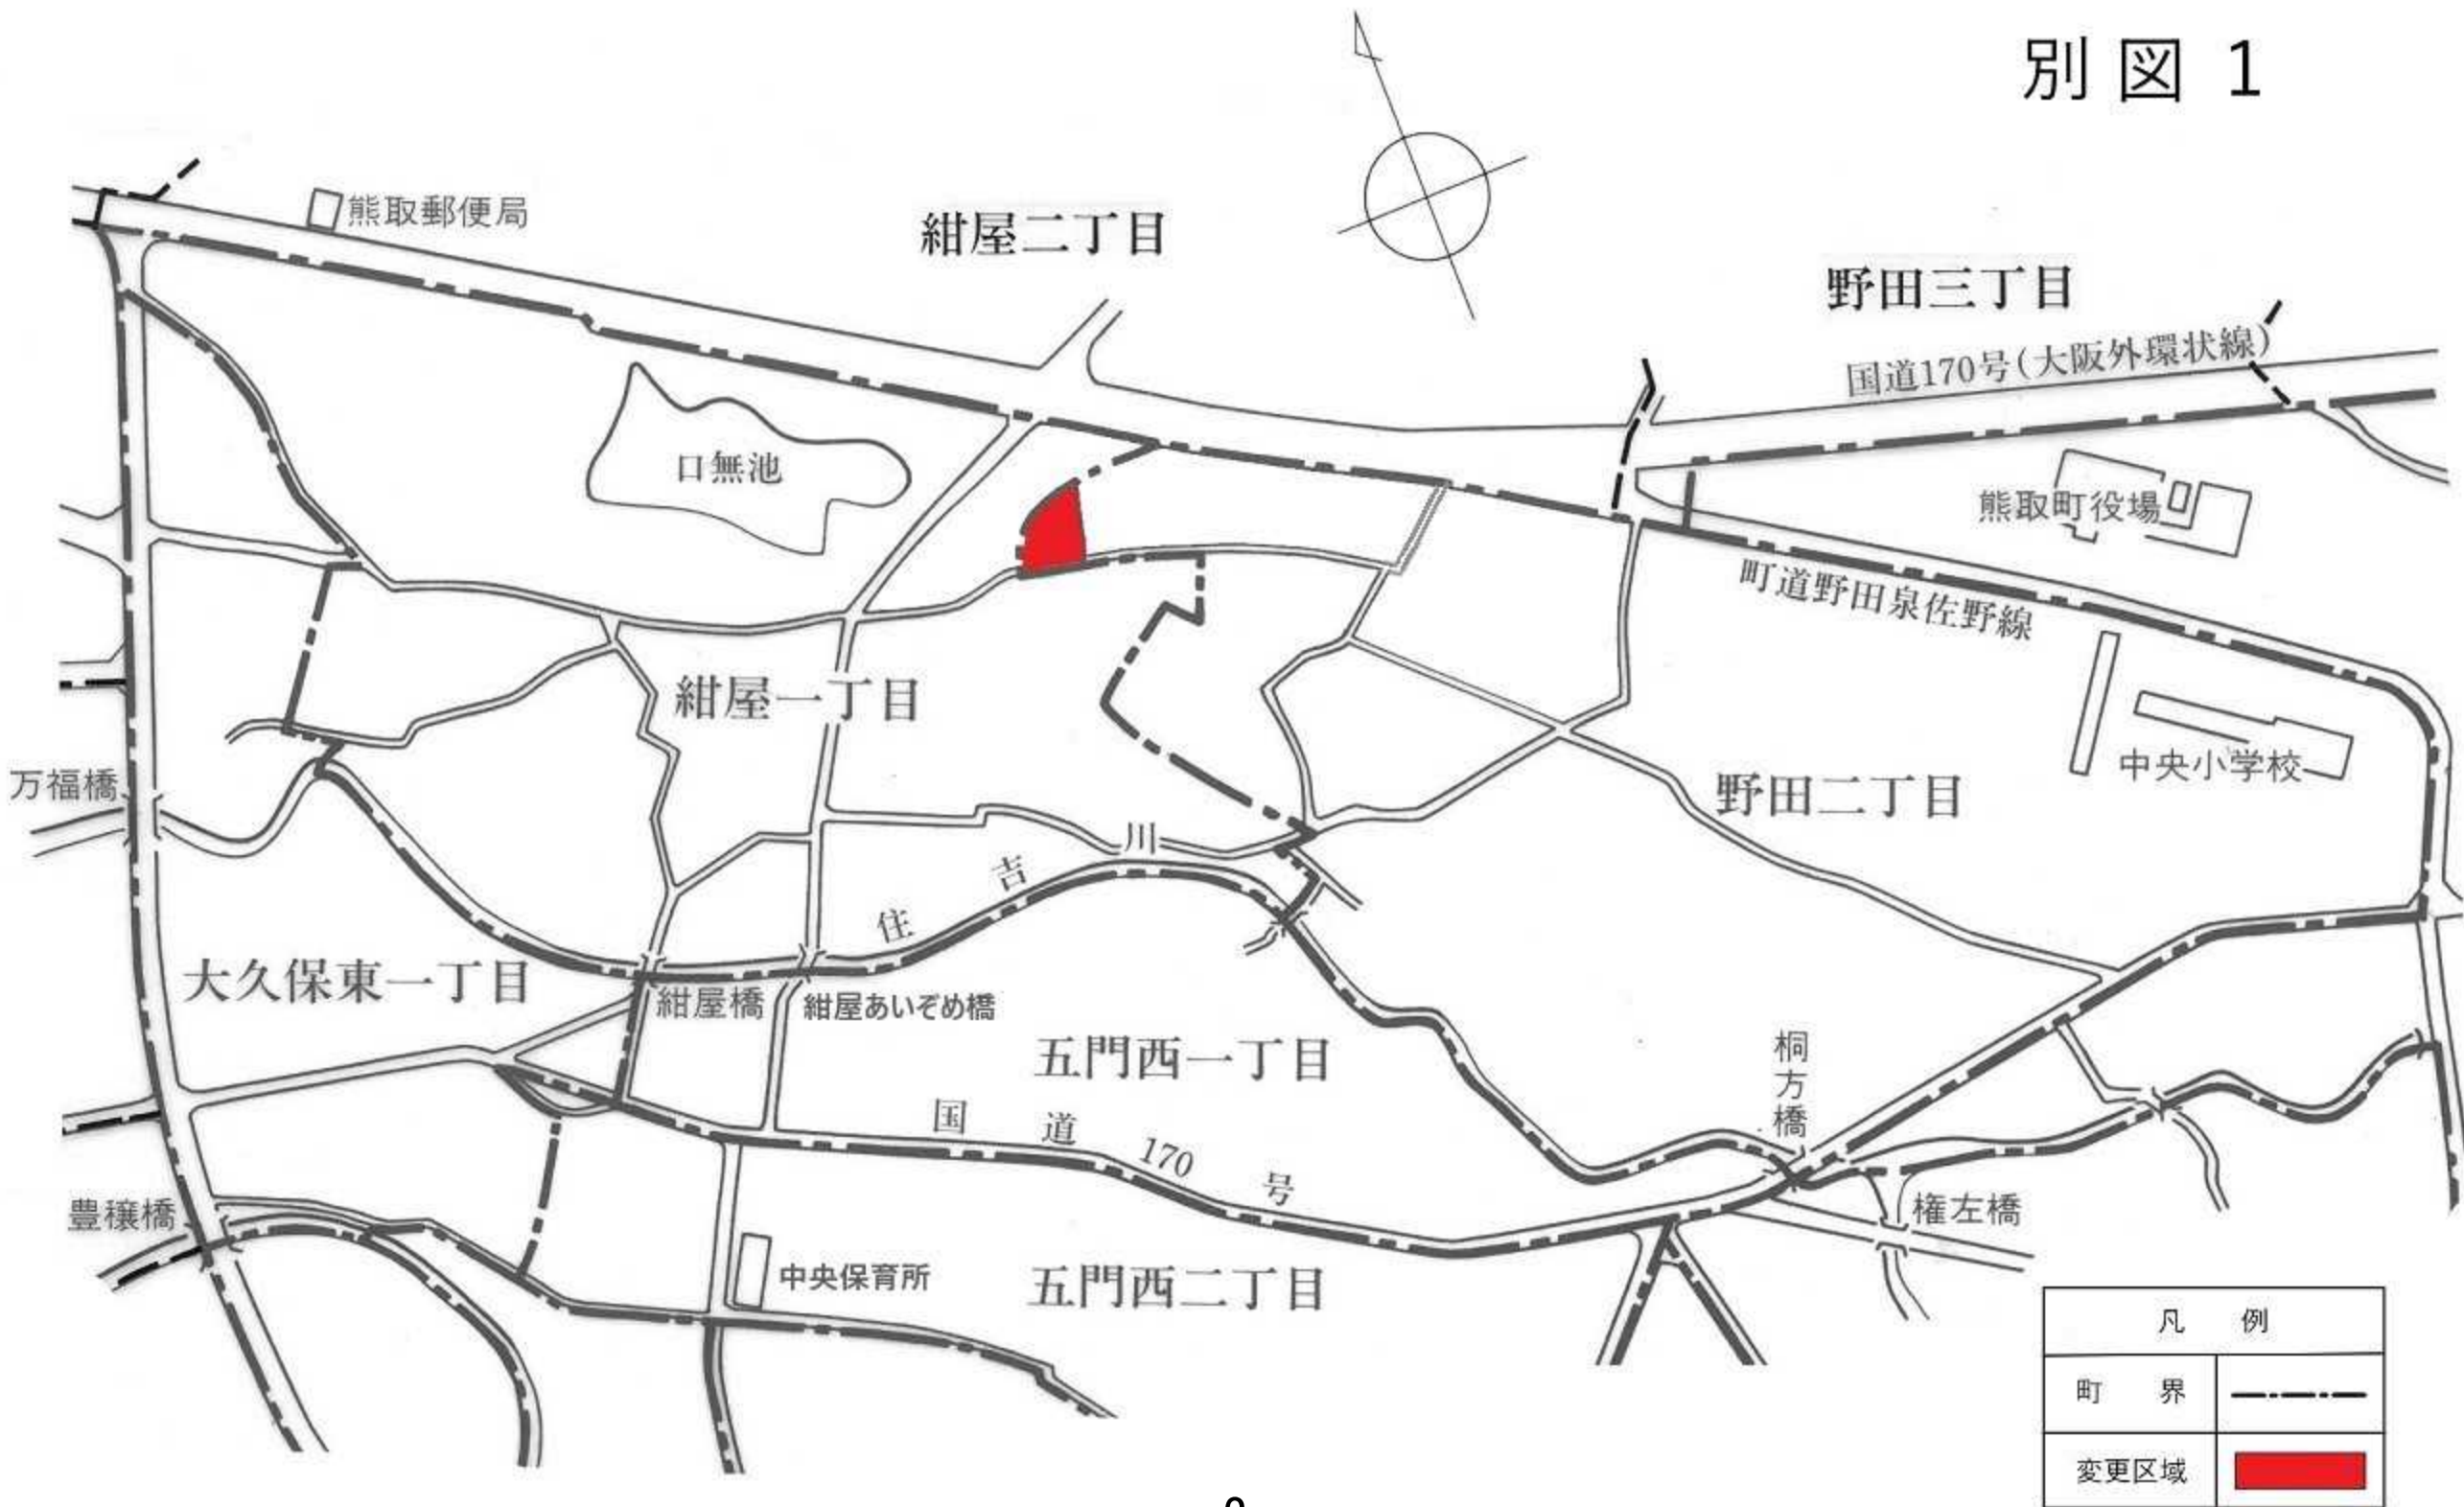 別図 1
熊取郵便局
紺屋二丁目
野田三丁目
国道170号(大阪外環状線)
口無池
熊取町役場
町道野田泉佐野線
紺屋一丁目
万福橋
中央小学校
野田二丁目
住吉川
大久保東一丁目
紺屋橋
紺屋あいぞめ橋
五門西一丁目
桐方橋
国道170号
豊穣橋
権左橋
中央保育所
五門西二丁目
凡 例
町 界
変更区域